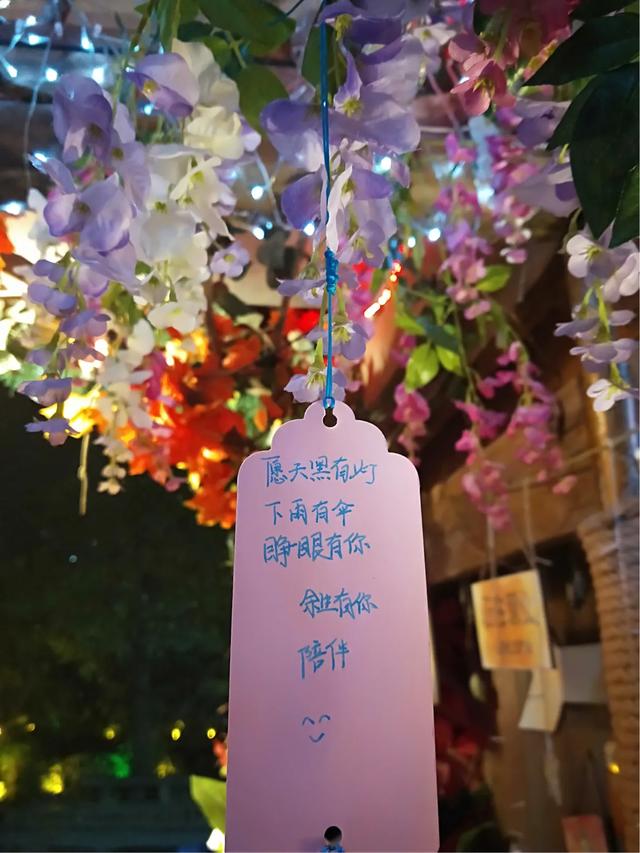 愿天黑有灯
下雨有伞
睁眼有你
余生有你
陪伴